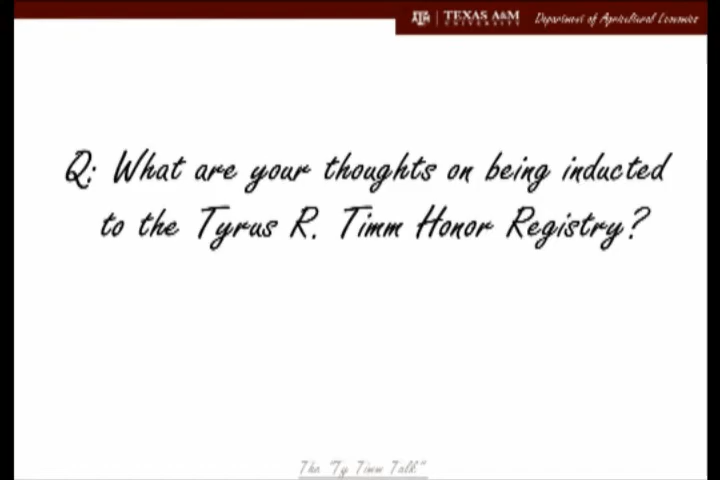 TEXAS A&M UNIVERSITY Department of Agricultural Economics
Q: What are your thoughts on being inducted
to the Tyrus R. Timm Honor Registry?
The "Ty Timm Talk"